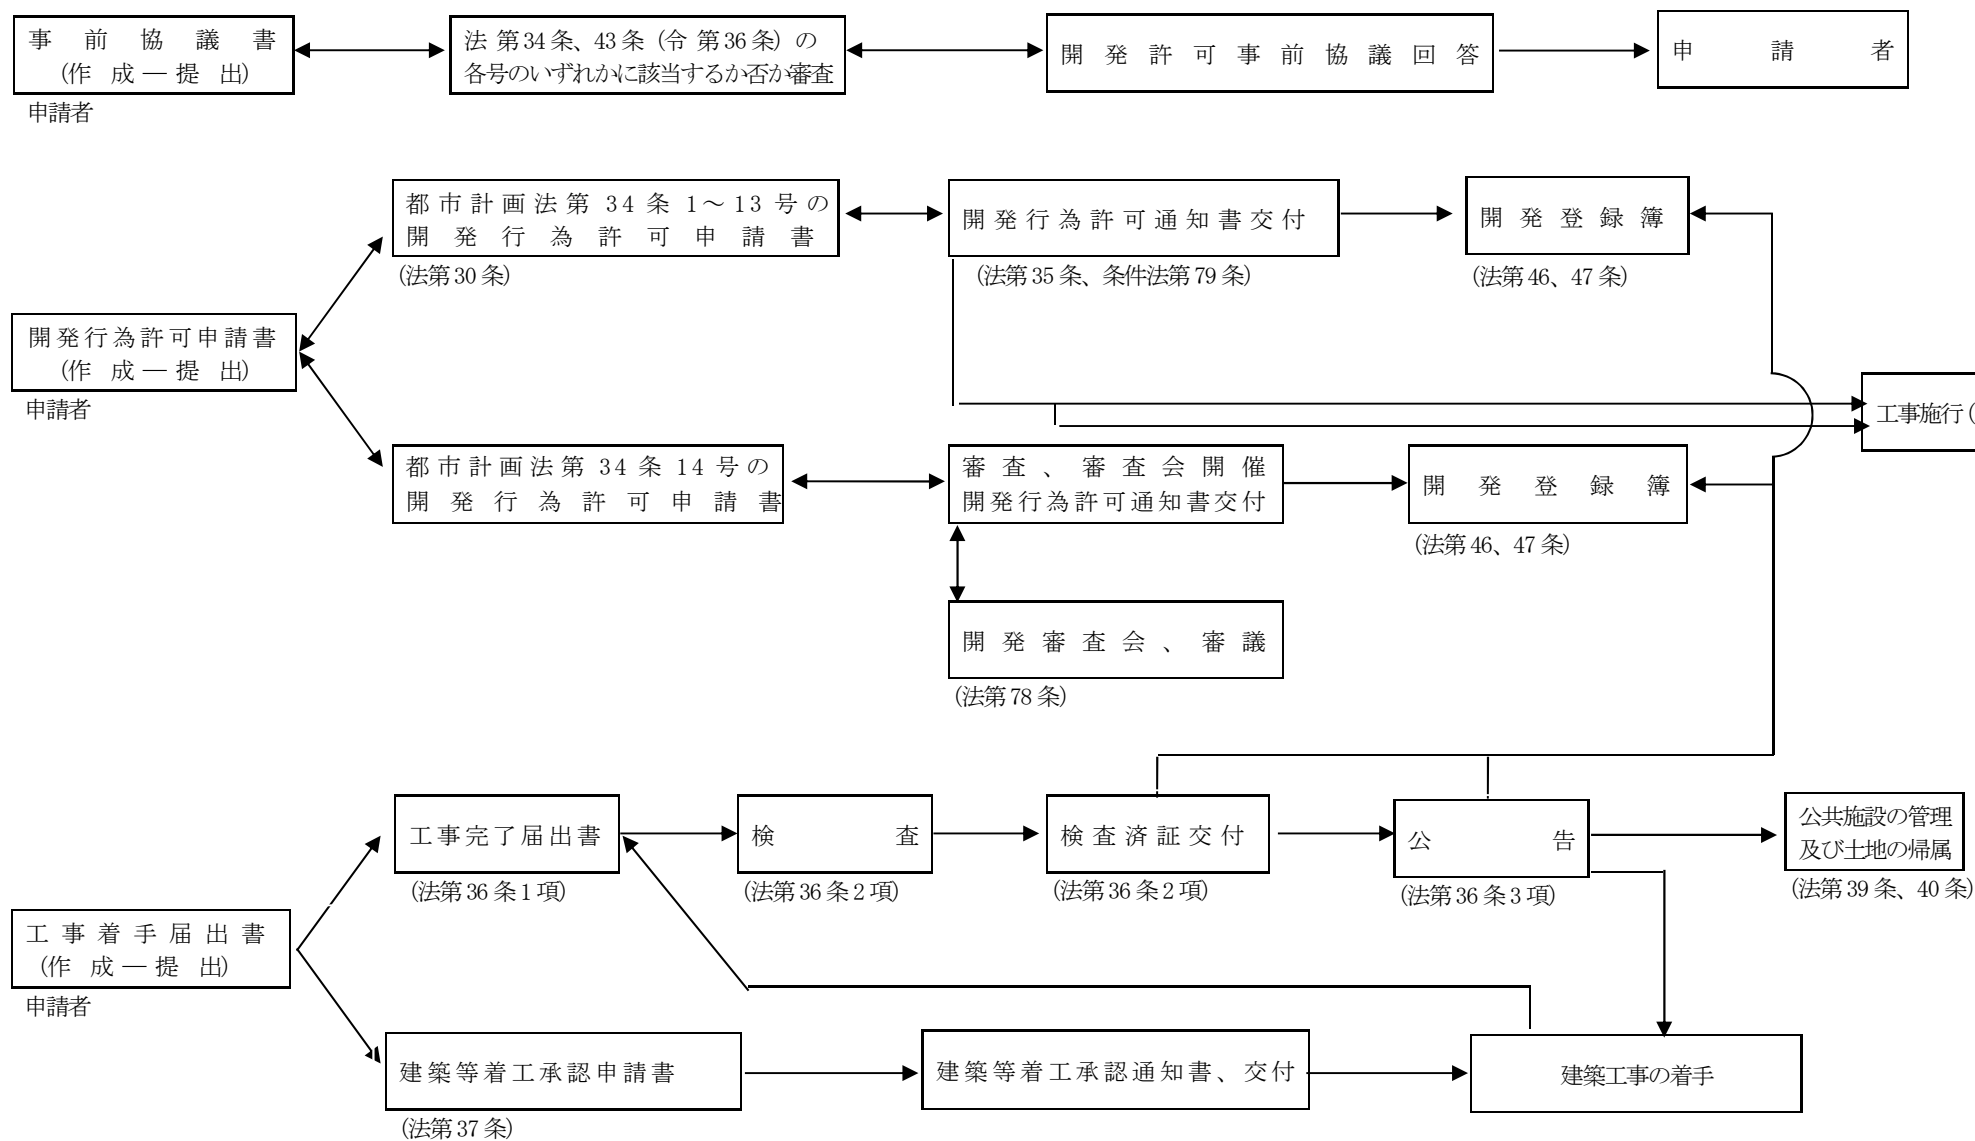 事前協議書
(作成―提出)
申請者
法第34条、43条(令第36条)の
各号のいずれかに該当するか否か審査
開発許可事前協議回答
申請者
都市計画法第34条1～13号の
開発行為許可申請書
(法第30条)
開発行為許可通知書交付
(法第35条、条件法第79条)
開発登録簿
(法第46、47条)
開発行為許可申請書
(作成―提出)
申請者
工事施行(
都市計画法第34条14号の
開発行為許可申請書
審査、審査会開催
開発行為許可通知書交付
開発登録簿
(法第46、47条)
開発審査会、審議
(法第78条)
工事完了届出書
(法第36条1項)
検査
(法第36条2項)
検査済証交付
(法第36条2項)
公告
(法第36条3項)
公共施設の管理
及び土地の帰属
(法第39条、40条)
工事着手届出書
(作成―提出)
申請者
建築等着工承認申請書
(法第37条)
建築等着工承認通知書、交付
建築工事の着手